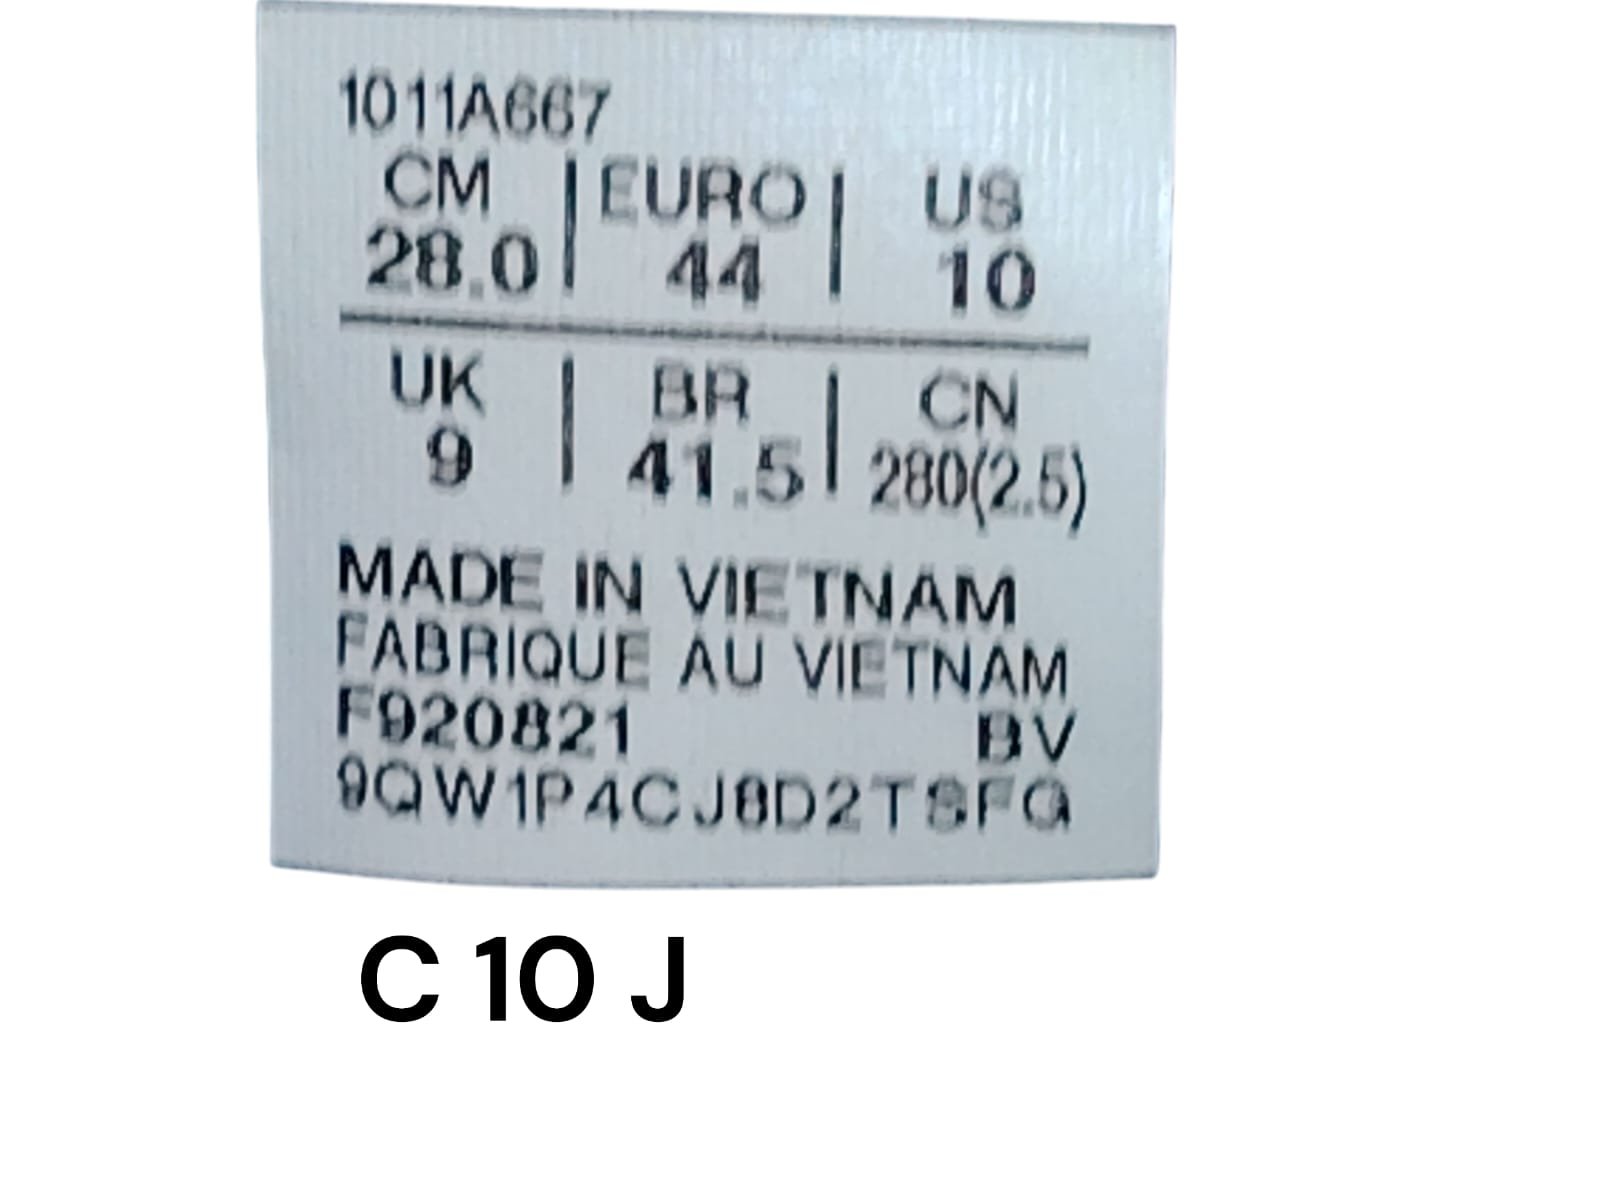 1011A667
CM | EURO | US
28.0 | 44 | 10
UK | BR | CN
9 | 41.5 | 280(2.5)
MADE IN VIETNAM
FABRIQUE AU VIETNAM
F920821 BV
9QW1P4CJ8D2TSFQ
C 10 J